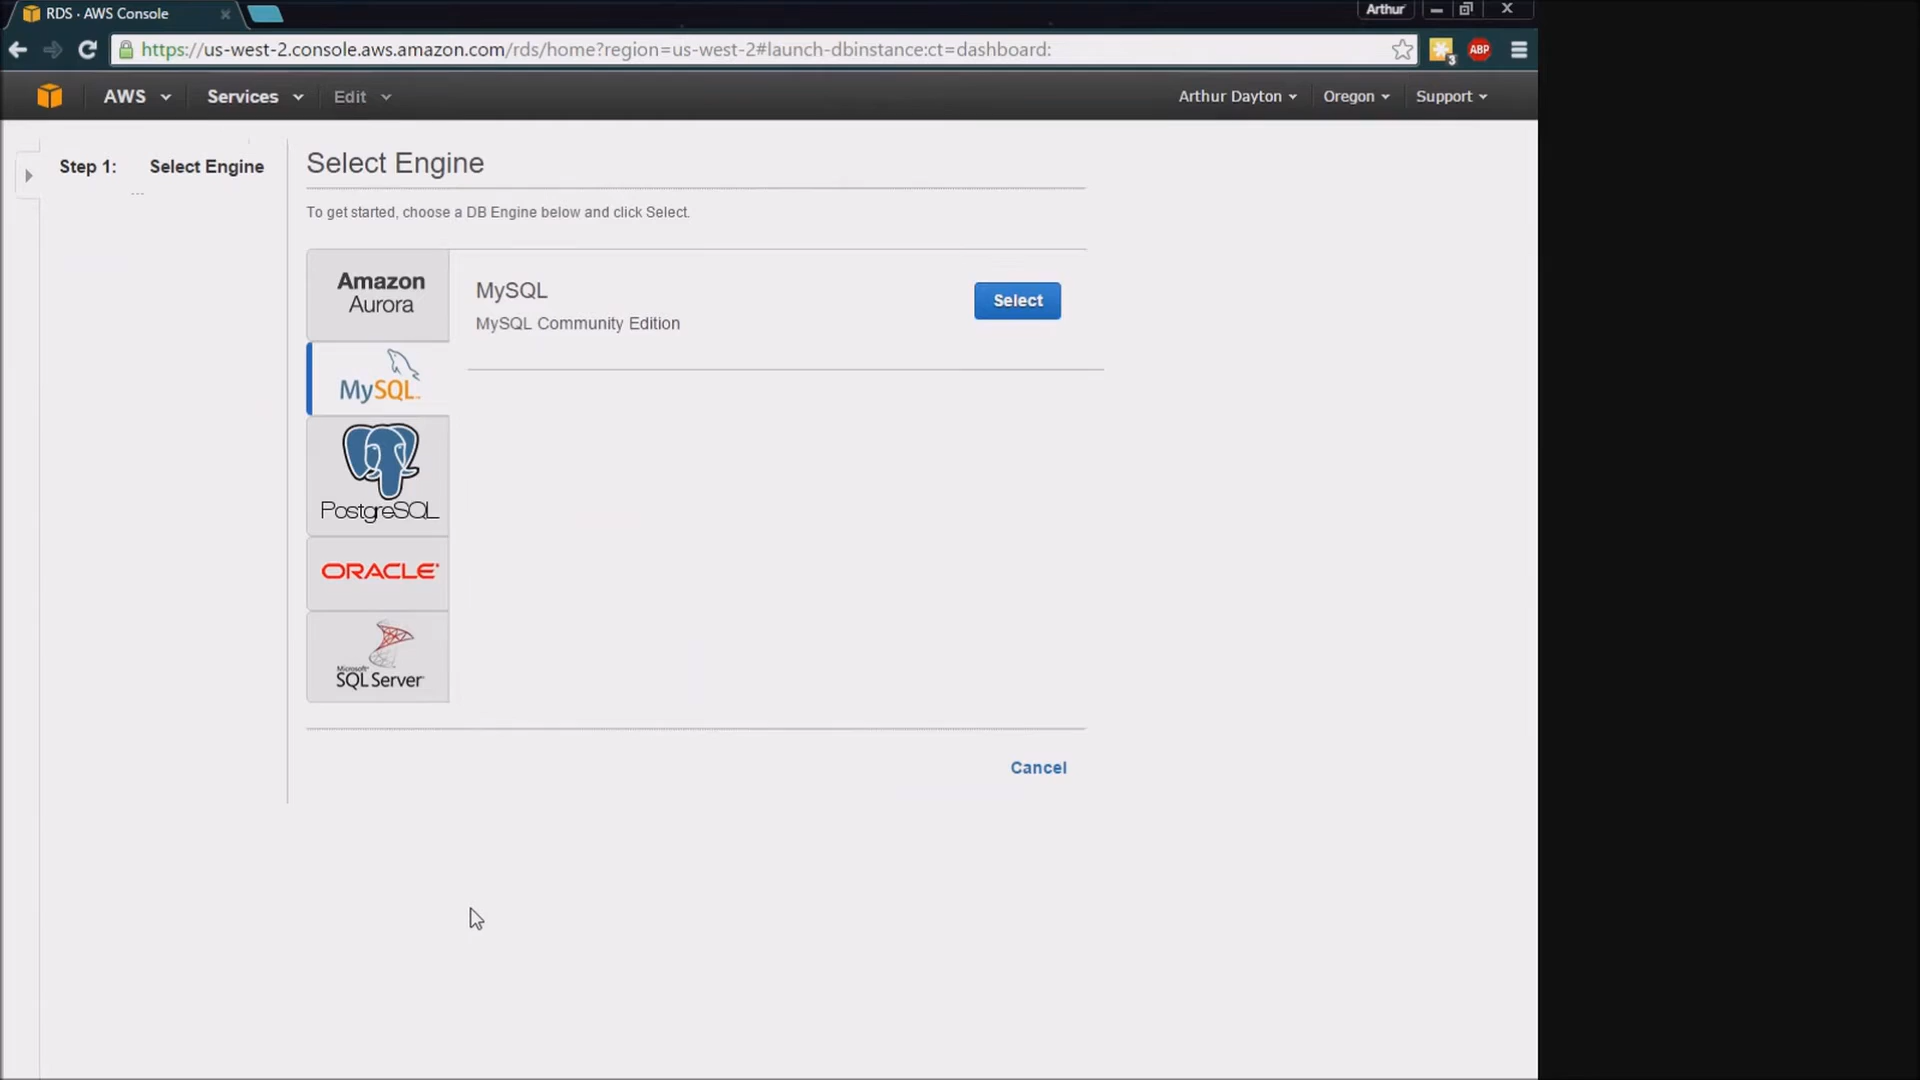 RDS · AWS Console
Arthur
https://us-west-2.console.aws.amazon.com/rds/home?region=us-west-2#launch-dbinstance:ct=dashboard:
3
ABP
AWS
Services
Edit
Arthur Dayton
Oregon
Support
Step 1:
Select Engine
Select Engine
To get started, choose a DB Engine below and click Select.
Amazon
Aurora
MySQL
MySQL Community Edition
Select
MySQL
PostgreSQL
ORACLE
Microsoft
SQL Server
Cancel